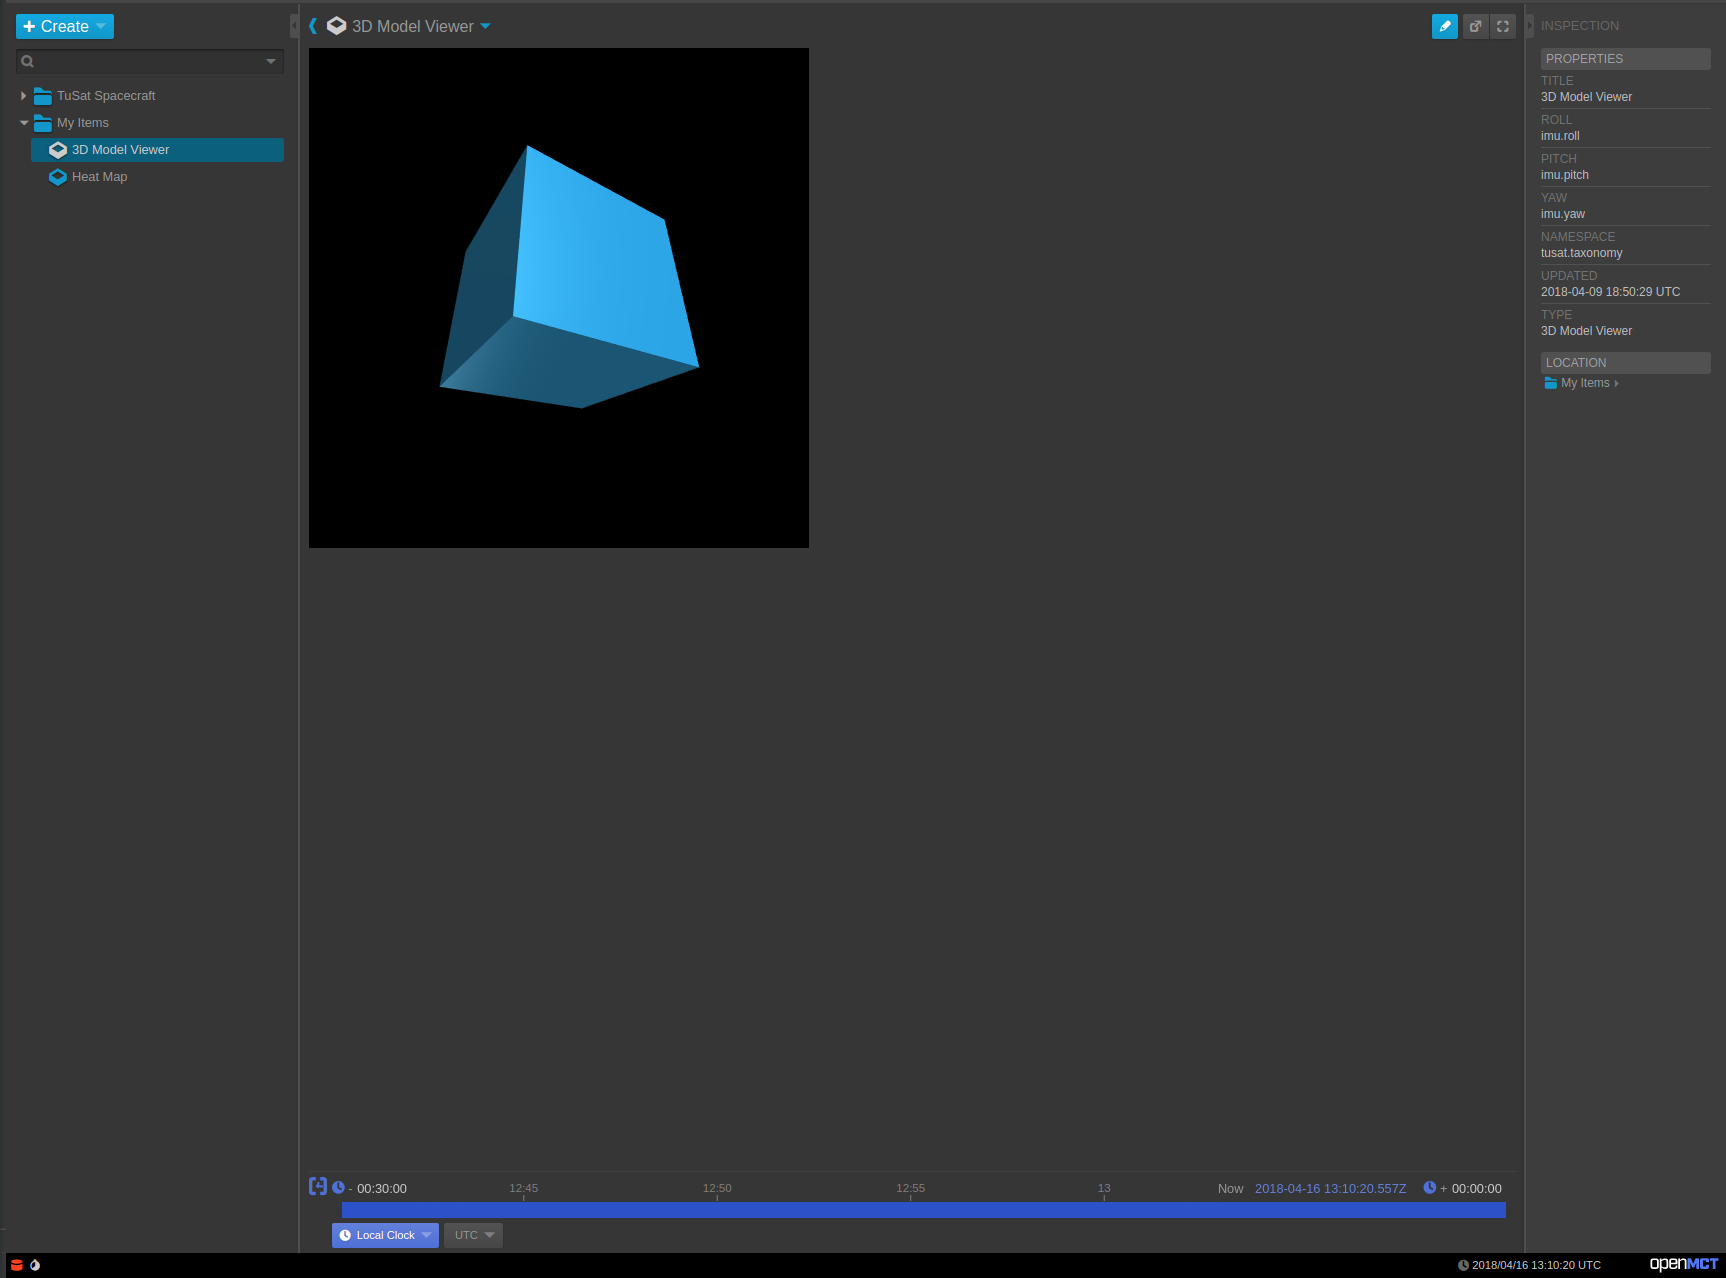 Create
TuSat Spacecraft
My Items
3D Model Viewer
Heat Map
3D Model Viewer
INSPECTION
PROPERTIES
TITLE
3D Model Viewer
ROLL
imu.roll
PITCH
imu.pitch
YAW
imu.yaw
NAMESPACE
tusat.taxonomy
UPDATED
2018-04-09 18:50:29 UTC
TYPE
3D Model Viewer
LOCATION
My Items
- 00:30:00
12:45
12:50
12:55
13
Now 2018-04-16 13:10:20.557Z + 00:00:00
Local Clock
UTC
2018/04/16 13:10:20 UTC
openMCT